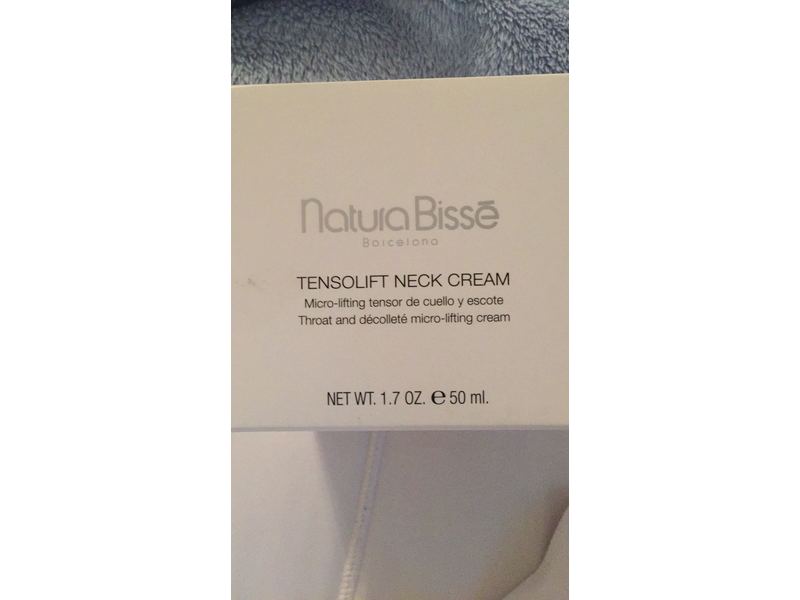 Natura Bissē
Barcelona
TENSOLIFT NECK CREAM
Micro-lifting tensor de cuello y escote
Throat and décolleté micro-lifting cream
NET WT. 1.7 OZ. ℮ 50 ml.